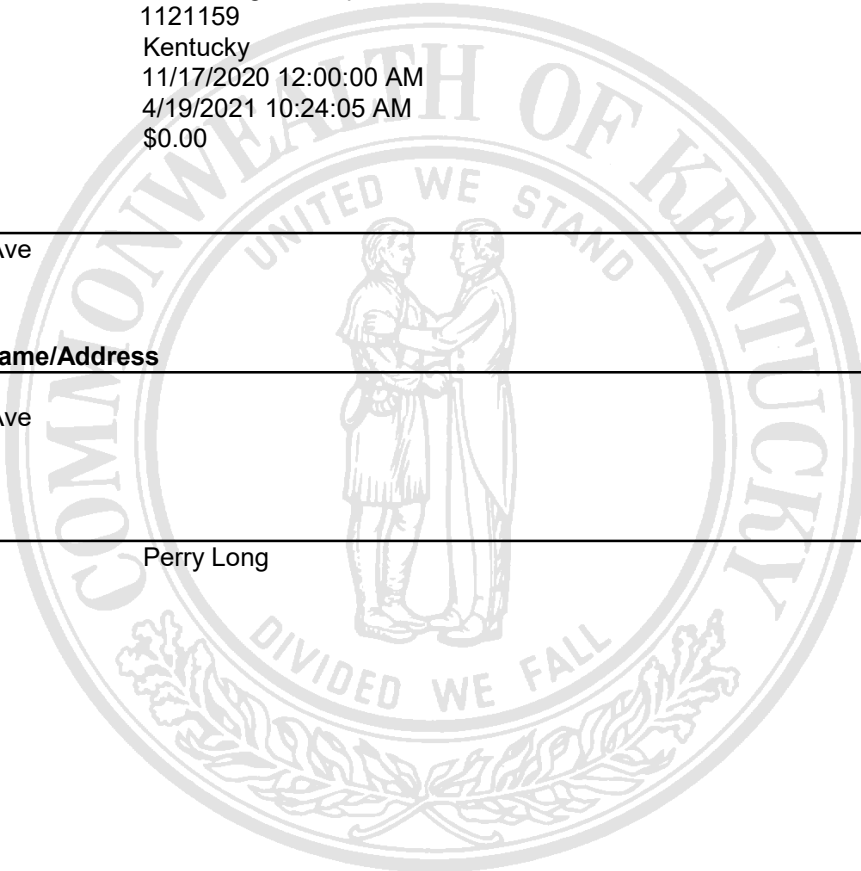 1121159
Kentucky
11/17/2020 12:00:00 AM
4/19/2021 10:24:05 AM
$0.00
COMMONWEALTH OF KENTUCKY
UNITED WE STAND
Ave
ame/Address
Ave
Perry Long
DIVIDED WE FALL